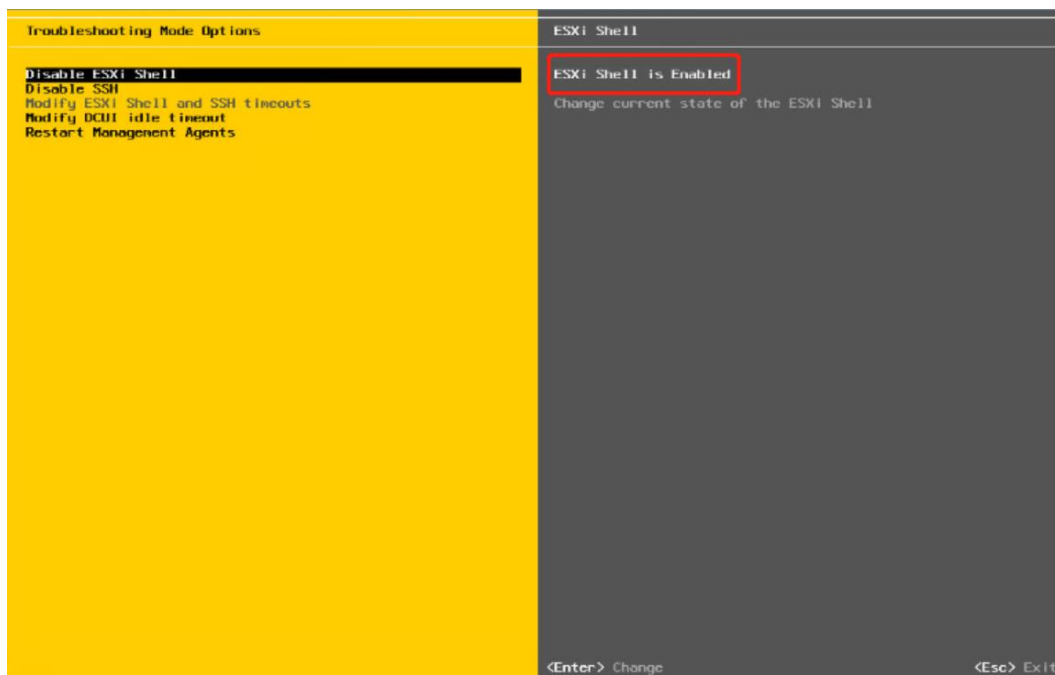 Troubleshooting Mode Options
Disable ESXi Shell
Disable SSH
Modify ESXi Shell and SSH timeouts
Modify DCUI idle timeout
Restart Management Agents
ESXi Shell
ESXi Shell is Enabled
Change current state of the ESXi Shell
<Enter> Change
<Esc> Exit